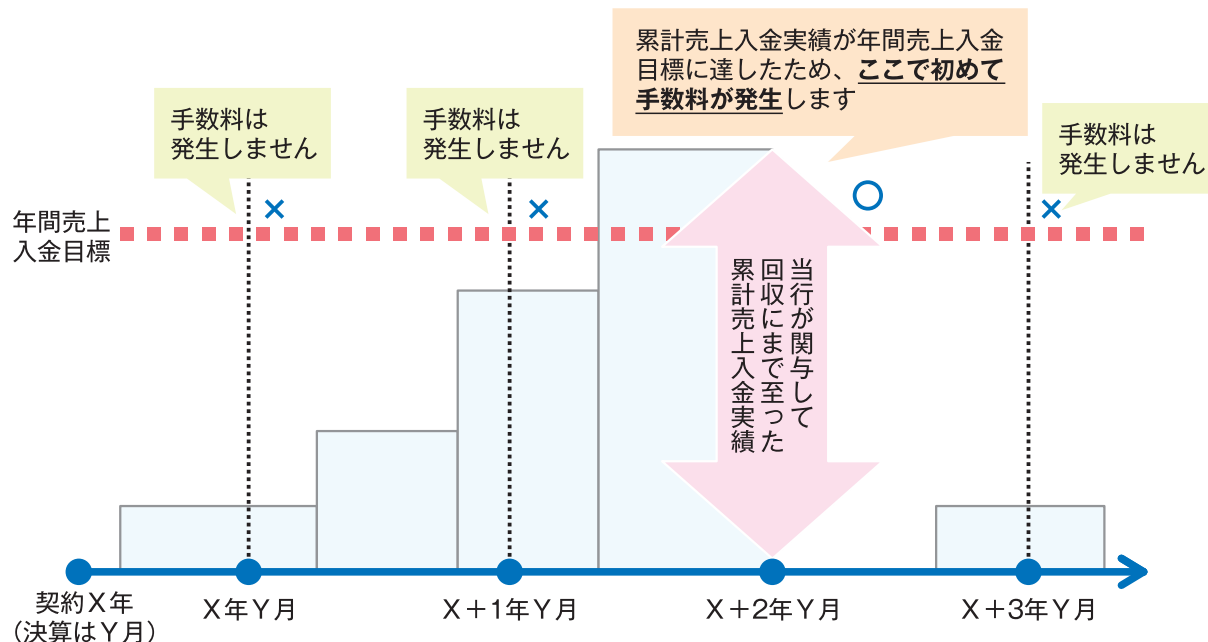 累計売上入金実績が年間売上入金
目標に達したため、ここで初めて
手数料が発生します
手数料は
発生しません
手数料は
発生しません
手数料は
発生しません
×
×
○
×
年間売上
入金目標
当行が関与して
回収にまで至った
累計売上入金実績
契約X年
（決算はY月）
X年Y月
X＋1年Y月
X＋2年Y月
X＋3年Y月